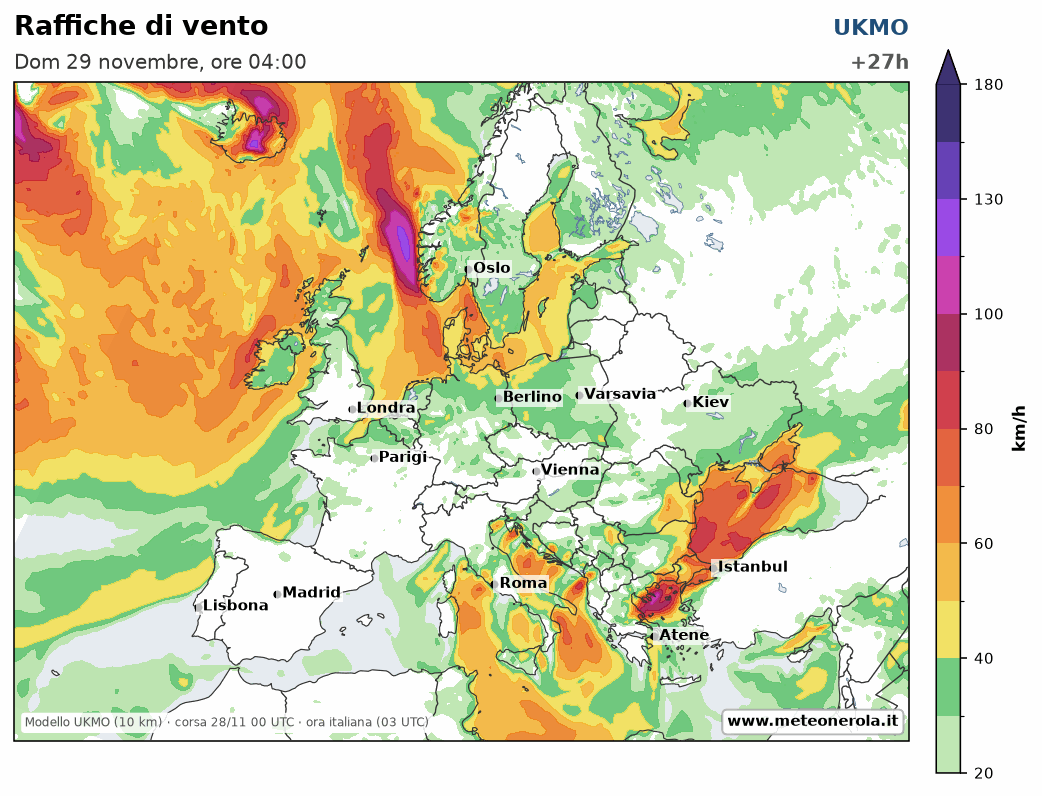 Raffiche di vento
UKMO
Dom 29 novembre, ore 04:00
+27h
180
130
100
80
60
40
20
km/h
Oslo
Londra
Berlino
Varsavia
Kiev
Parigi
Vienna
Istanbul
Roma
Madrid
Lisbona
Atene
Modello UKMO (10 km) · corsa 28/11 00 UTC · ora italiana (03 UTC)
www.meteonerola.it